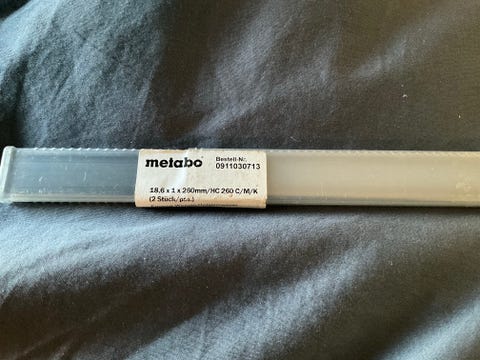 metabo
Bestell-Nr.
0911030713
18,6 x 1 x 260mm/HC 260 C/M/K
(2 Stück/pcs.)